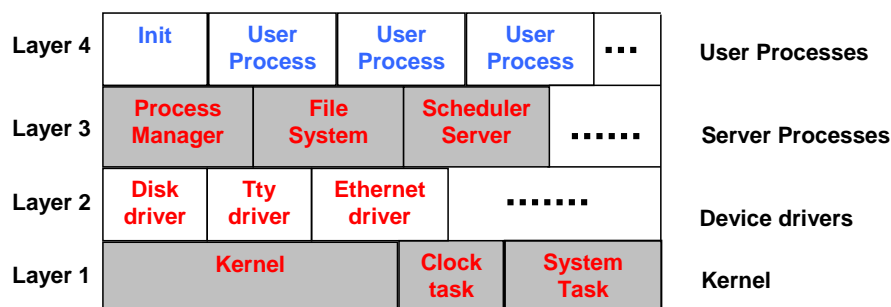 Layer 4 Init User Process User Process User Process ... User Processes
Layer 3 Process Manager File System Scheduler Server ...... Server Processes
Layer 2 Disk driver Tty driver Ethernet driver ....... Device drivers
Layer 1 Kernel Clock task System Task Kernel